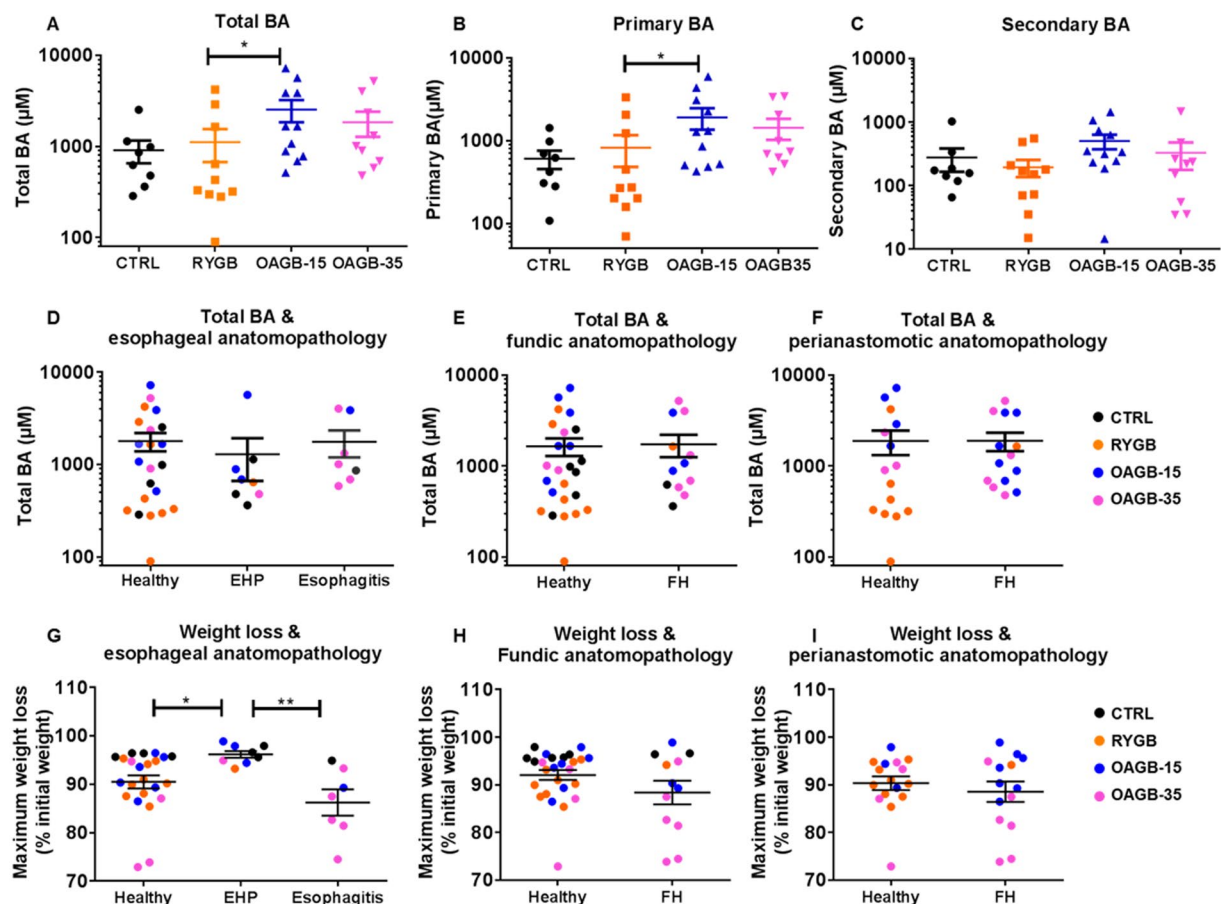 A
Total BA
Total BA (µM)
10000
1000
100
*
CTRL
RYGB
OAGB-15
OAGB-35
B
Primary BA
Primary BA(µM)
10000
1000
100
*
CTRL
RYGB
OAGB-15
OAGB35
C
Secondary BA
Secondary BA (µM)
10000
1000
100
10
CTRL
RYGB
OAGB-15
OAGB-35
D
Total BA &
esophageal anatomopathology
Total BA (µM)
10000
1000
100
Healthy
EHP
Esophagitis
E
Total BA &
fundic anatomopathology
Total BA (µM)
10000
1000
100
Heathy
FH
F
Total BA &
perianastomotic anatomopathology
Total BA (µM)
10000
1000
100
Healthy
FH
CTRL
RYGB
OAGB-15
OAGB-35
G
Weight loss &
esophageal anatomopathology
Maximum weight loss
(% initial weight)
110
100
90
80
70
*
**
Healthy
EHP
Esophagitis
H
Weight loss &
Fundic anatomopathology
Maximum weight loss
(% initial weight)
110
100
90
80
70
Healthy
FH
I
Weight loss &
perianastomotic anatomopathology
Maximum weight loss
(% initial weight)
110
100
90
80
70
Healthy
FH
CTRL
RYGB
OAGB-15
OAGB-35